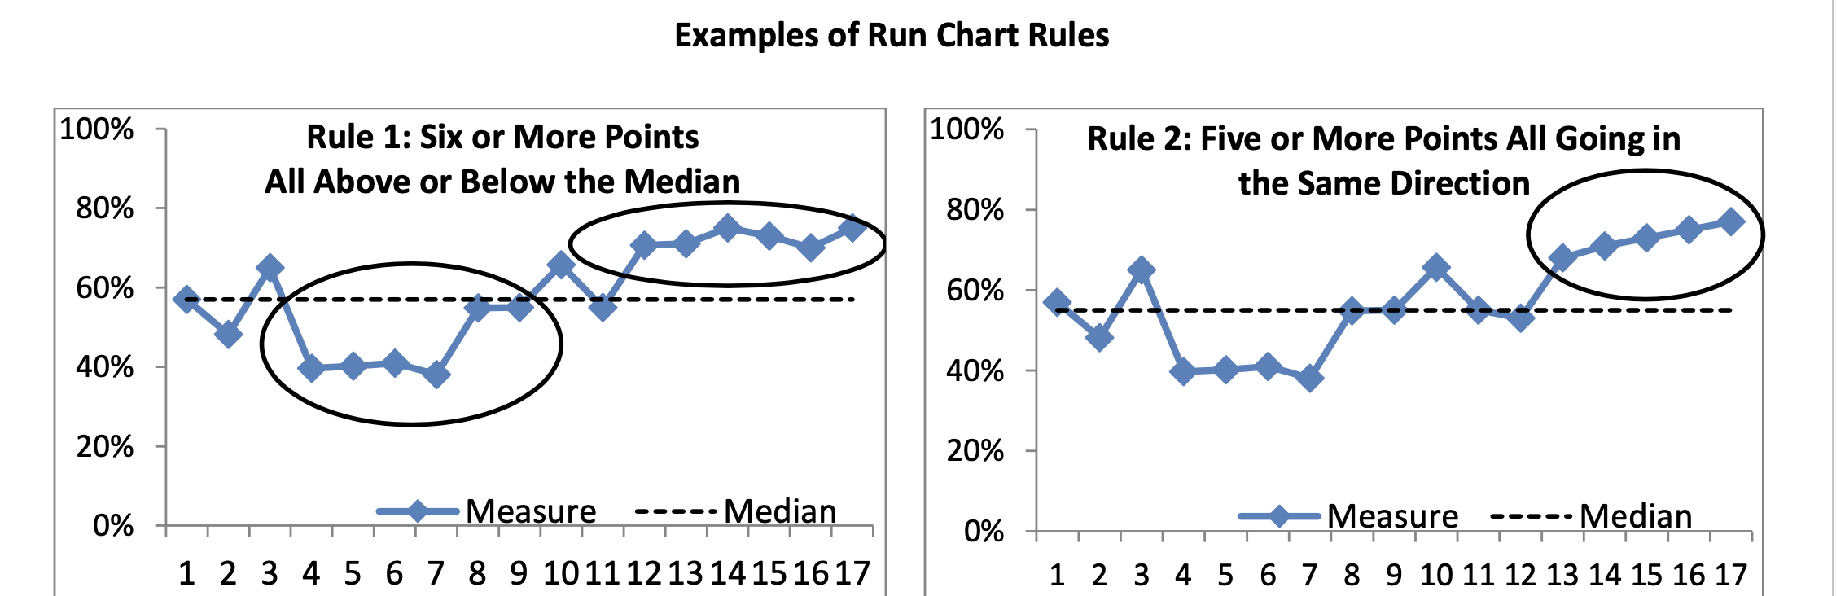 Examples of Run Chart Rules
Rule 1: Six or More Points
All Above or Below the Median
100%
80%
60%
40%
20%
0%
Measure Median
1 2 3 4 5 6 7 8 9 10 11 12 13 14 15 16 17
Rule 2: Five or More Points All Going in
the Same Direction
100%
80%
60%
40%
20%
0%
Measure Median
1 2 3 4 5 6 7 8 9 10 11 12 13 14 15 16 17